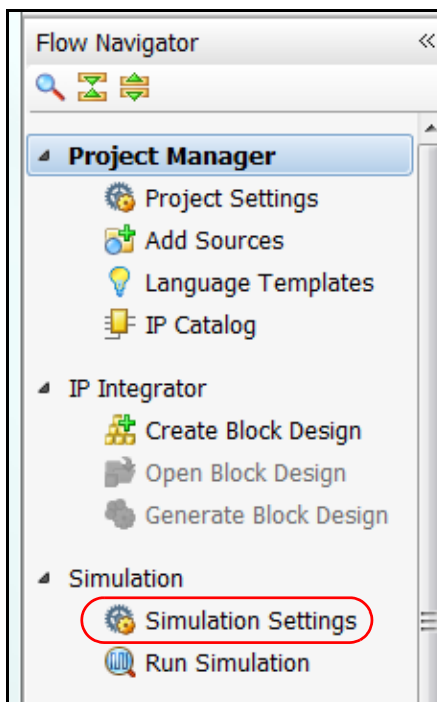 Flow Navigator
Project Manager
Project Settings
Add Sources
Language Templates
IP Catalog
IP Integrator
Create Block Design
Open Block Design
Generate Block Design
Simulation
Simulation Settings
Run Simulation